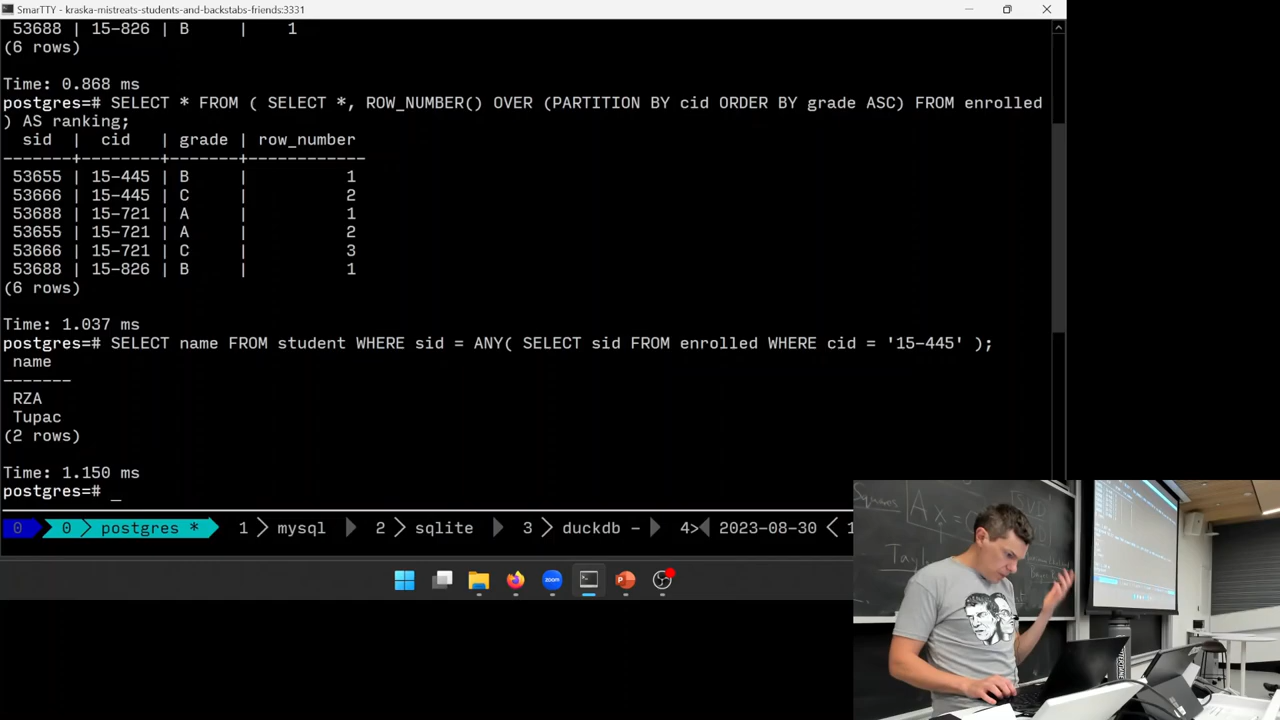 SmarTTY - kraska-mistreats-students-and-backstabs-friends:3331
53688 | 15-826 | B     |    1
(6 rows)
Time: 0.868 ms
postgres=# SELECT * FROM ( SELECT *, ROW_NUMBER() OVER (PARTITION BY cid ORDER BY grade ASC) FROM enrolled
) AS ranking;
sid | cid | grade | row_number
-------+--------+-------+------------
53655 | 15-445 | B | 1
53666 | 15-445 | C | 2
53688 | 15-721 | A | 1
53655 | 15-721 | A | 2
53666 | 15-721 | C | 3
53688 | 15-826 | B | 1
(6 rows)
Time: 1.037 ms
postgres=# SELECT name FROM student WHERE sid = ANY( SELECT sid FROM enrolled WHERE cid = '15-445' );
name
-------
RZA
Tupac
(2 rows)
Time: 1.150 ms
postgres=# _
0 0 postgres * 1 mysql 2 sqlite 3 duckdb - 4> 2023-08-30
zoom